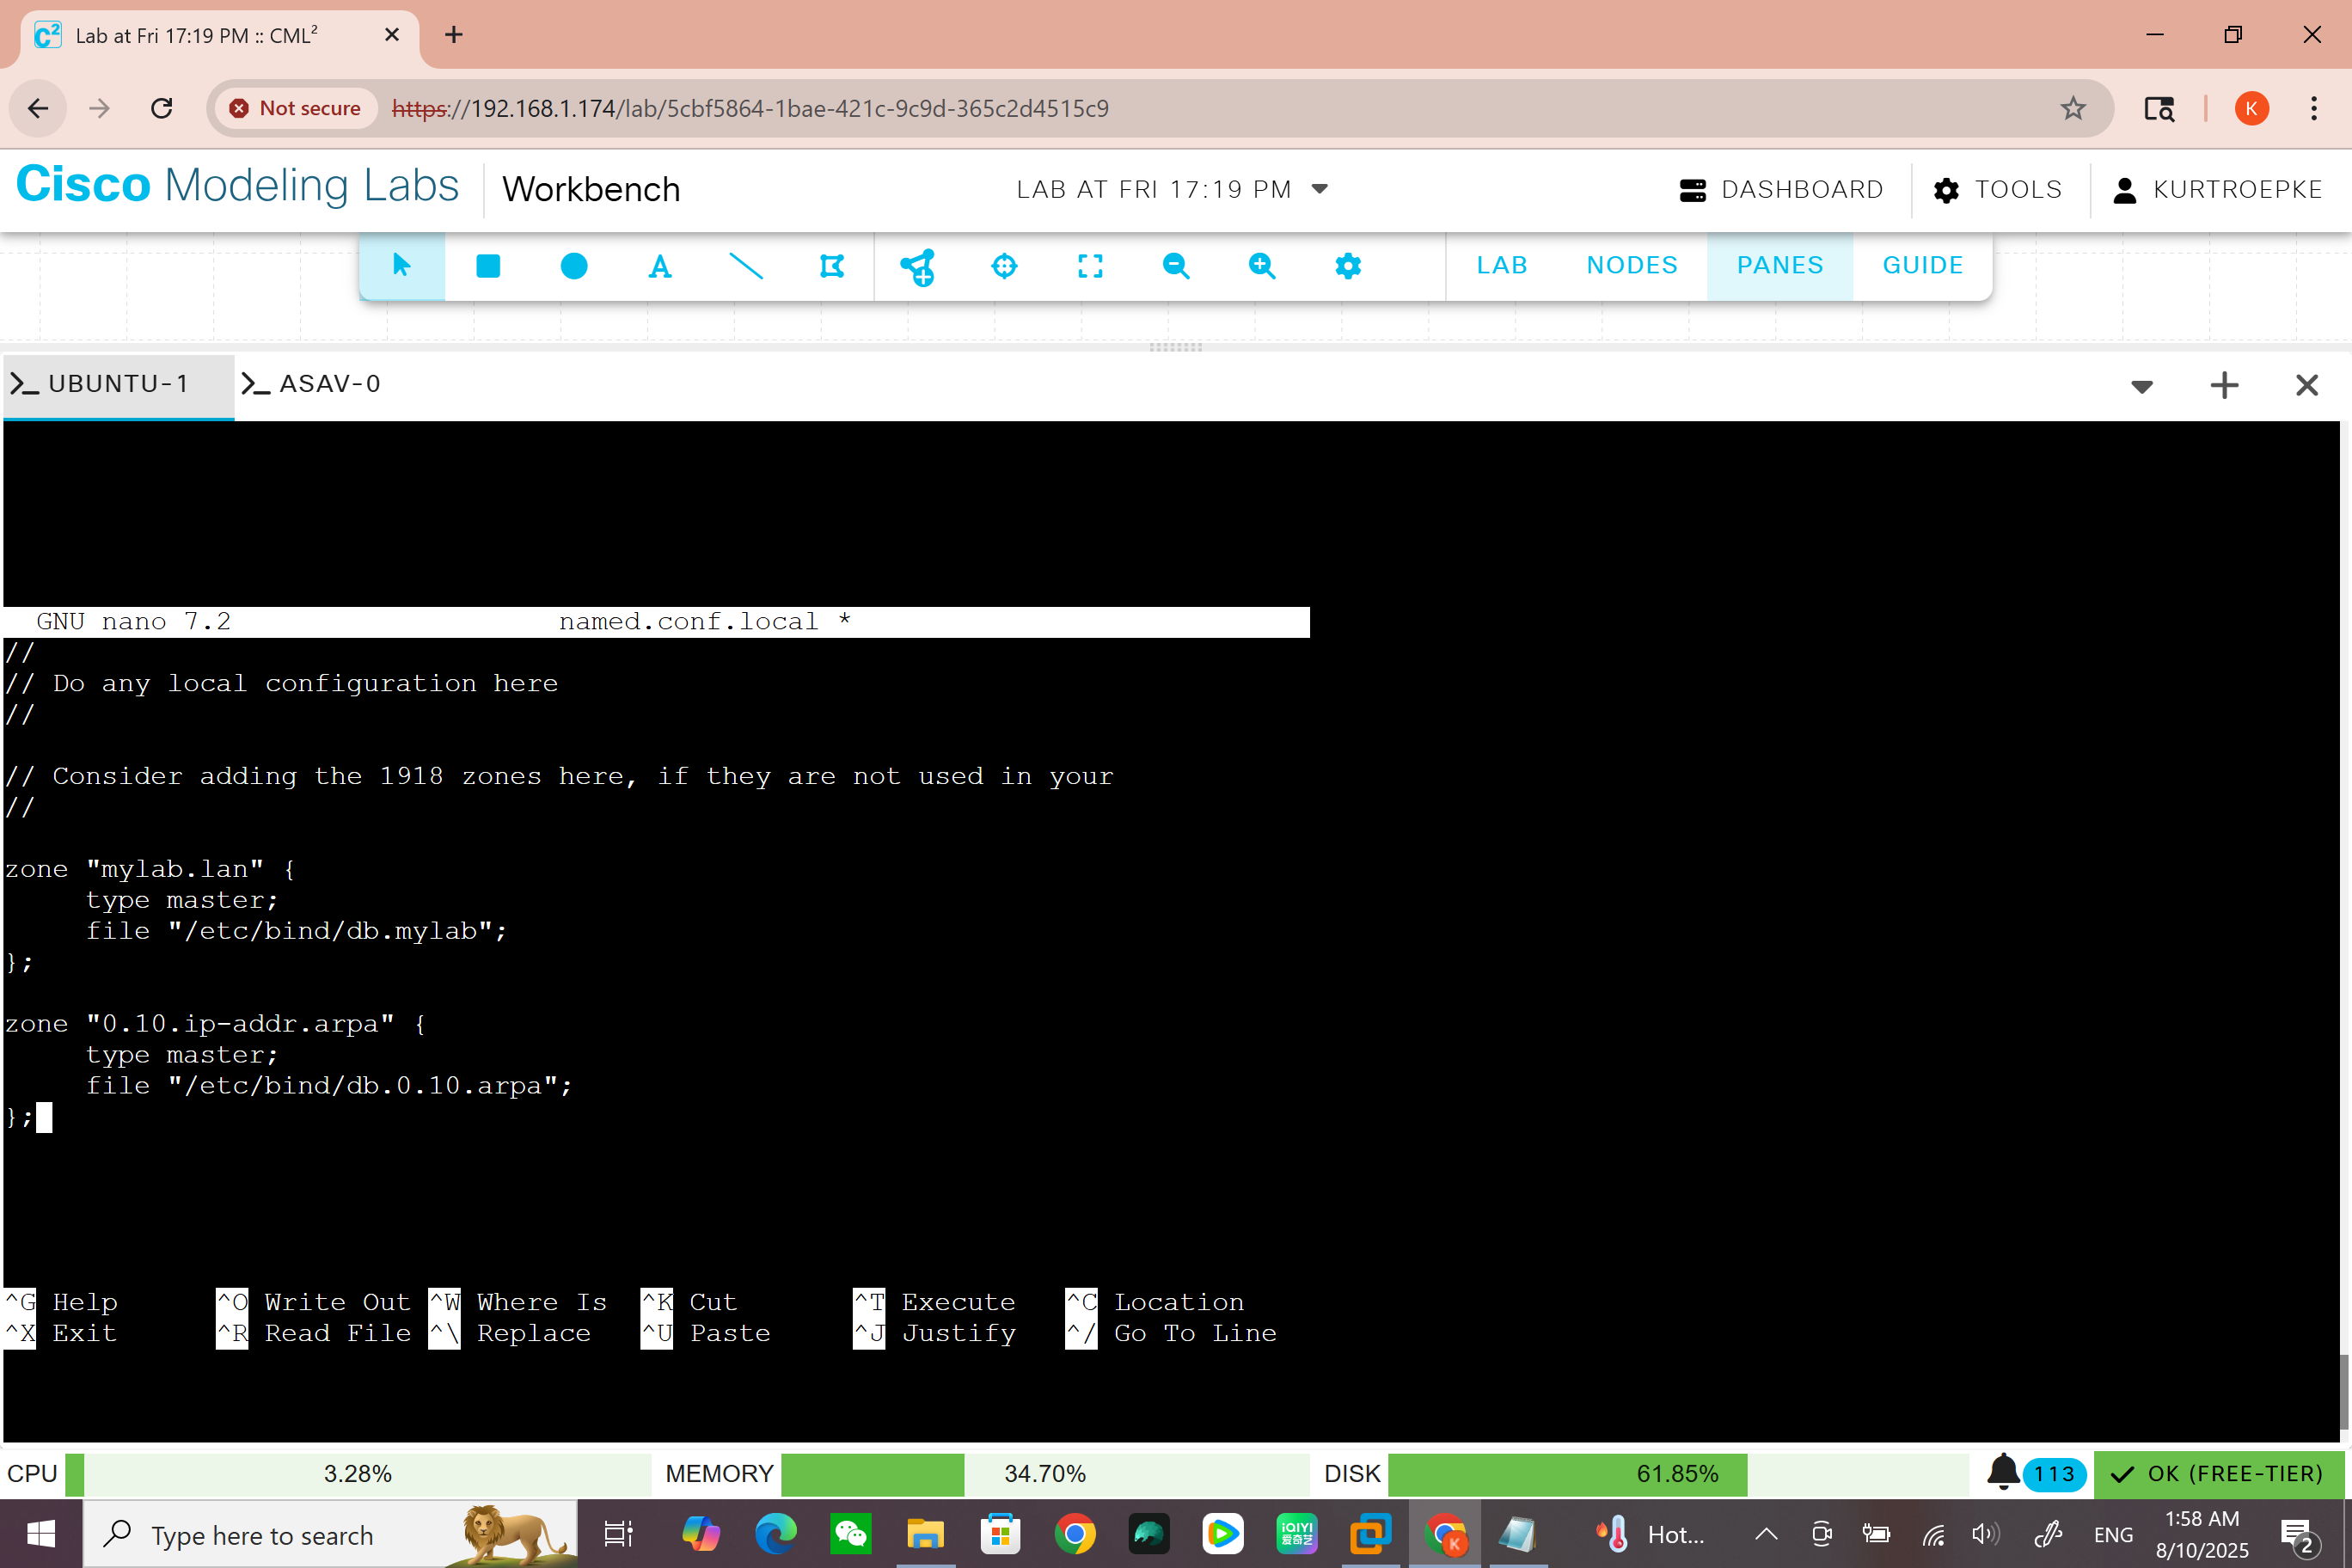 Lab at Fri 17:19 PM :: CML²
Not secure
https://192.168.1.174/lab/5cbf5864-1bae-421c-9c9d-365c2d4515c9
K
Cisco Modeling Labs
Workbench
LAB AT FRI 17:19 PM
DASHBOARD
TOOLS
KURTROEPKE
A
LAB
NODES
PANES
GUIDE
>_ UBUNTU-1
>_ ASAV-0
GNU nano 7.2 named.conf.local *
//
// Do any local configuration here
//
// Consider adding the 1918 zones here, if they are not used in your
//
zone "mylab.lan" {
type master;
file "/etc/bind/db.mylab";
};
zone "0.10.ip-addr.arpa" {
type master;
file "/etc/bind/db.0.10.arpa";
};
^G Help ^O Write Out ^W Where Is ^K Cut ^T Execute ^C Location
^X Exit ^R Read File ^\ Replace ^U Paste ^J Justify ^/ Go To Line
CPU 3.28% MEMORY 34.70% DISK 61.85% 113 OK (FREE-TIER)
Type here to search
iQIYI
爱奇艺
K
Hot...
ENG
1:58 AM
8/10/2025
2